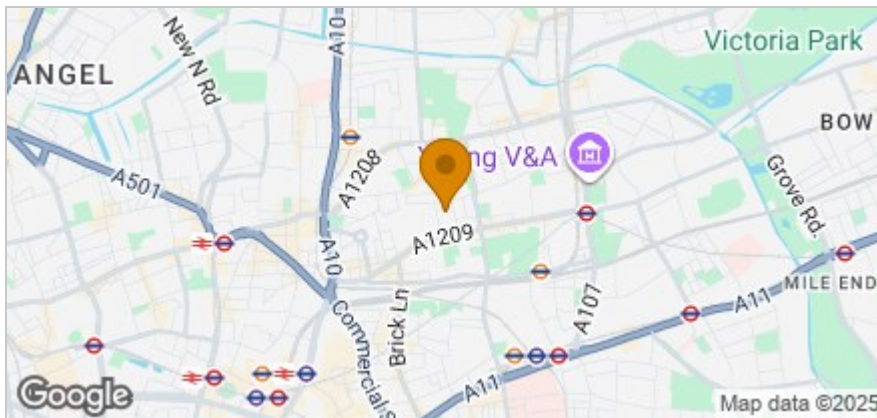 Victoria Park
New N Rd
A10
ANGEL
BOW
A1208
Young V&A
A501
Grove Rd.
A10
A1209
MILE END
A107
A11
Brick Ln
Commercial S
A11
Google
Map data ©2025